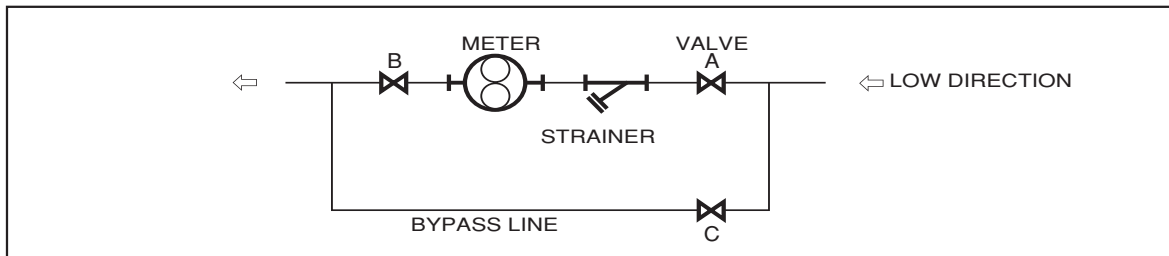 METER
VALVE
B
A
LOW DIRECTION
STRAINER
BYPASS LINE
C